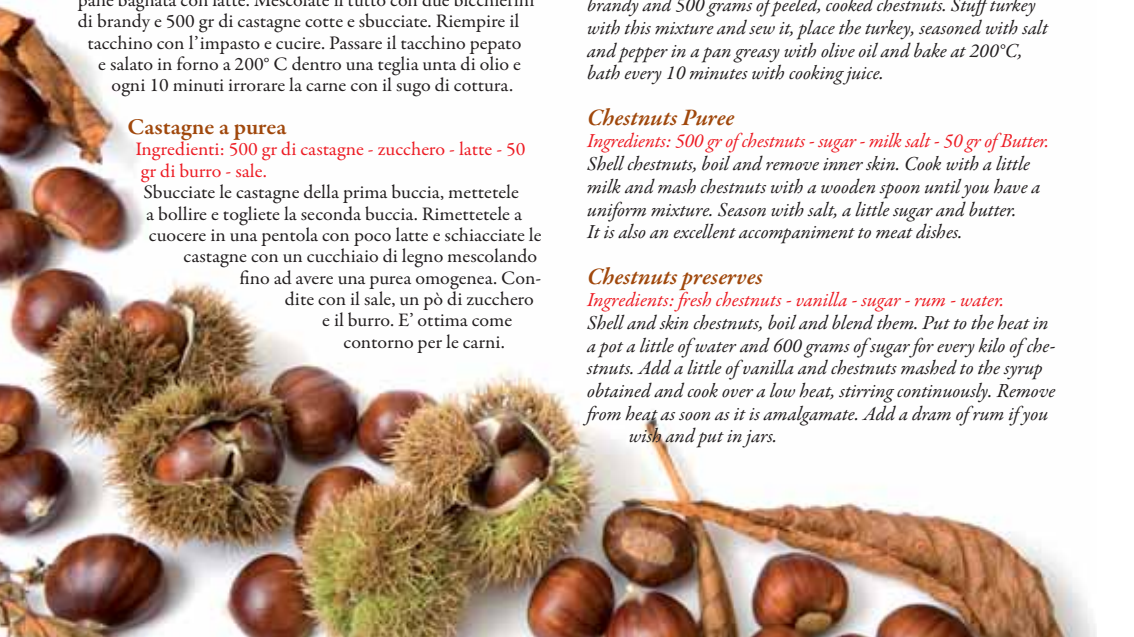 pane bagnata con latte. Mescolate il tutto con due bicchierini
di brandy e 500 gr di castagne cotte e sbucciate. Riempire il
tacchino con l'impasto e cucire. Passare il tacchino pepato
e salato in forno a 200° C dentro una teglia unta di olio e
ogni 10 minuti irrorare la carne con il sugo di cottura.
Castagne a purea
Ingredienti: 500 gr di castagne - zucchero - latte - 50
gr di burro - sale.
Sbucciate le castagne della prima buccia, mettetele
a bollire e togliete la seconda buccia. Rimettetele a
cuocere in una pentola con poco latte e schiacciate le
castagne con un cucchiaio di legno mescolando
fino ad avere una purea omogenea. Con-
dite con il sale, un pò di zucchero
e il burro. E' ottima come
contorno per le carni.
brandy and 500 grams of peeled, cooked chestnuts. Stuff turkey
with this mixture and sew it, place the turkey, seasoned with salt
and pepper in a pan greasy with olive oil and bake at 200°C,
bath every 10 minutes with cooking juice.
Chestnuts Puree
Ingredients: 500 gr of chestnuts - sugar - milk salt - 50 gr of Butter.
Shell chestnuts, boil and remove inner skin. Cook with a little
milk and mash chestnuts with a wooden spoon until you have a
uniform mixture. Season with salt, a little sugar and butter.
It is also an excellent accompaniment to meat dishes.
Chestnuts preserves
Ingredients: fresh chestnuts - vanilla - sugar - rum - water.
Shell and skin chestnuts, boil and blend them. Put to the heat in
a pot a little of water and 600 grams of sugar for every kilo of che-
stnuts. Add a little of vanilla and chestnuts mashed to the syrup
obtained and cook over a low heat, stirring continuously. Remove
from heat as soon as it is amalgamate. Add a dram of rum if you
wish and put in jars.